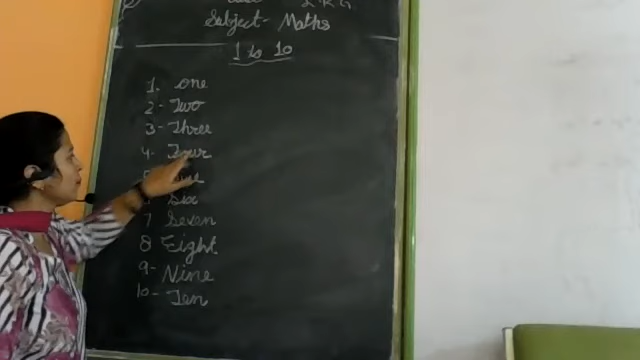 Subject- Maths
1 to 10
1. one
2- Two
3- Three
4- Four
Six
7 Seven
8 Eight
9- Nine
10- Ten